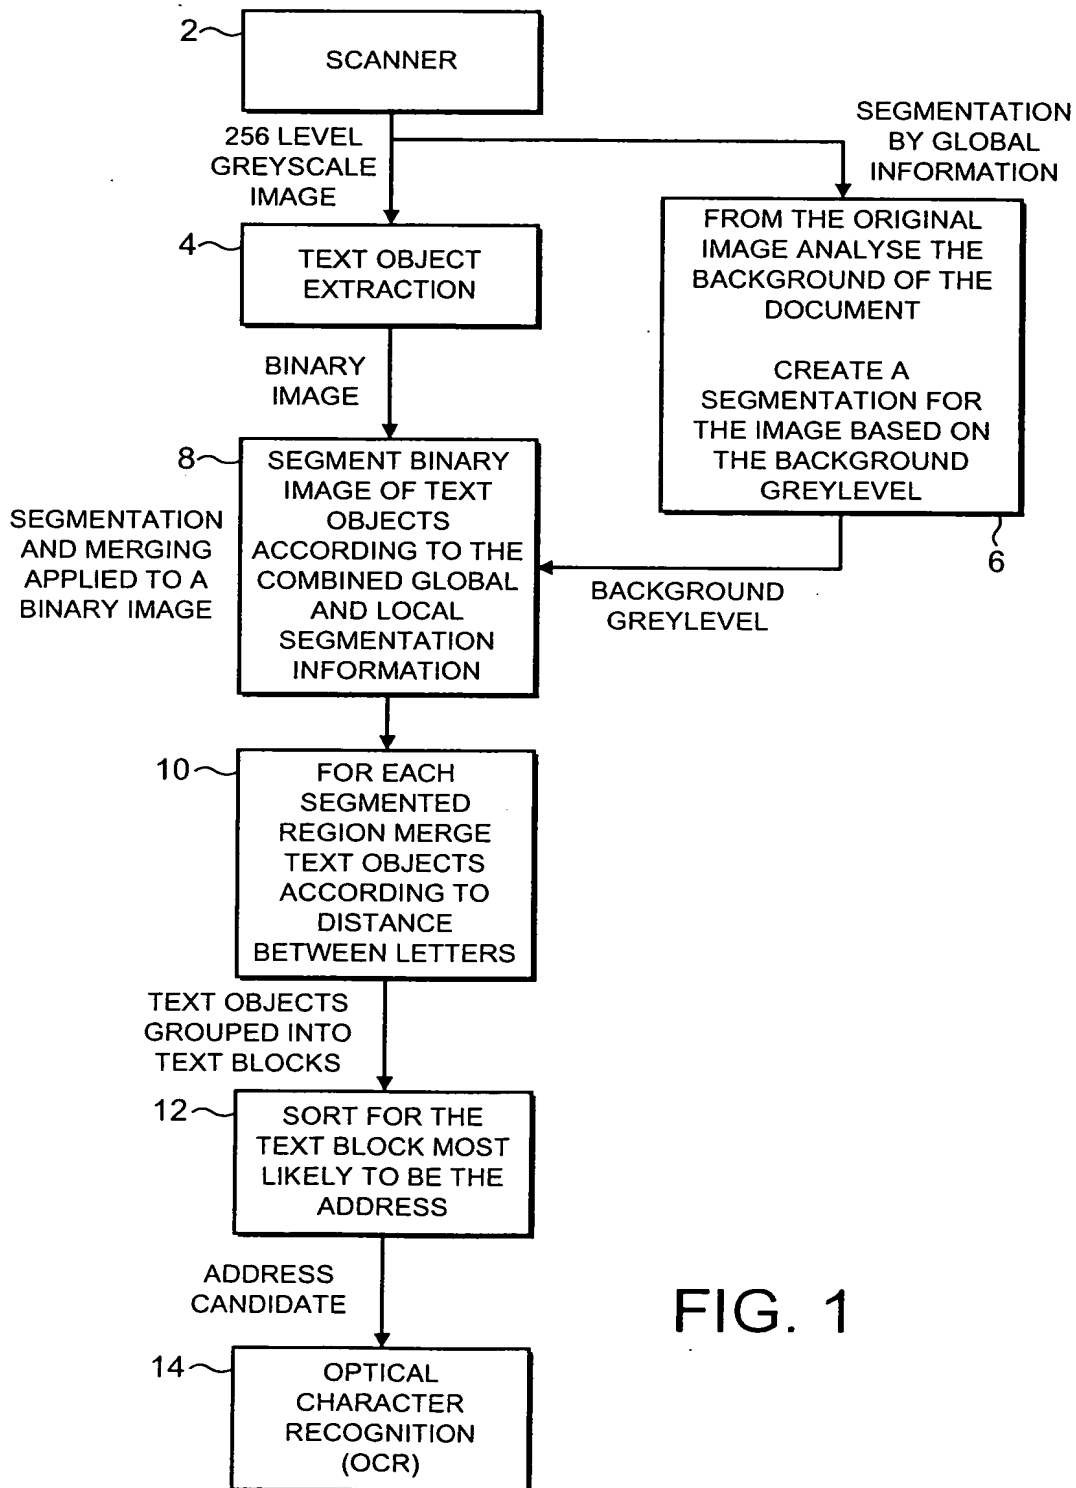 2
SCANNER
256 LEVEL
GREYSCALE
IMAGE
SEGMENTATION
BY GLOBAL
INFORMATION
4
TEXT OBJECT
EXTRACTION
FROM THE ORIGINAL
IMAGE ANALYSE THE
BACKGROUND OF THE
DOCUMENT
CREATE A
SEGMENTATION FOR
THE IMAGE BASED ON
THE BACKGROUND
GREYLEVEL
6
BINARY
IMAGE
8
SEGMENT BINARY
IMAGE OF TEXT
OBJECTS
ACCORDING TO THE
COMBINED GLOBAL
AND LOCAL
SEGMENTATION
INFORMATION
SEGMENTATION
AND MERGING
APPLIED TO A
BINARY IMAGE
BACKGROUND
GREYLEVEL
10
FOR EACH
SEGMENTED
REGION MERGE
TEXT OBJECTS
ACCORDING TO
DISTANCE
BETWEEN LETTERS
TEXT OBJECTS
GROUPED INTO
TEXT BLOCKS
12
SORT FOR THE
TEXT BLOCK MOST
LIKELY TO BE THE
ADDRESS
ADDRESS
CANDIDATE
FIG. 1
14
OPTICAL
CHARACTER
RECOGNITION
(OCR)